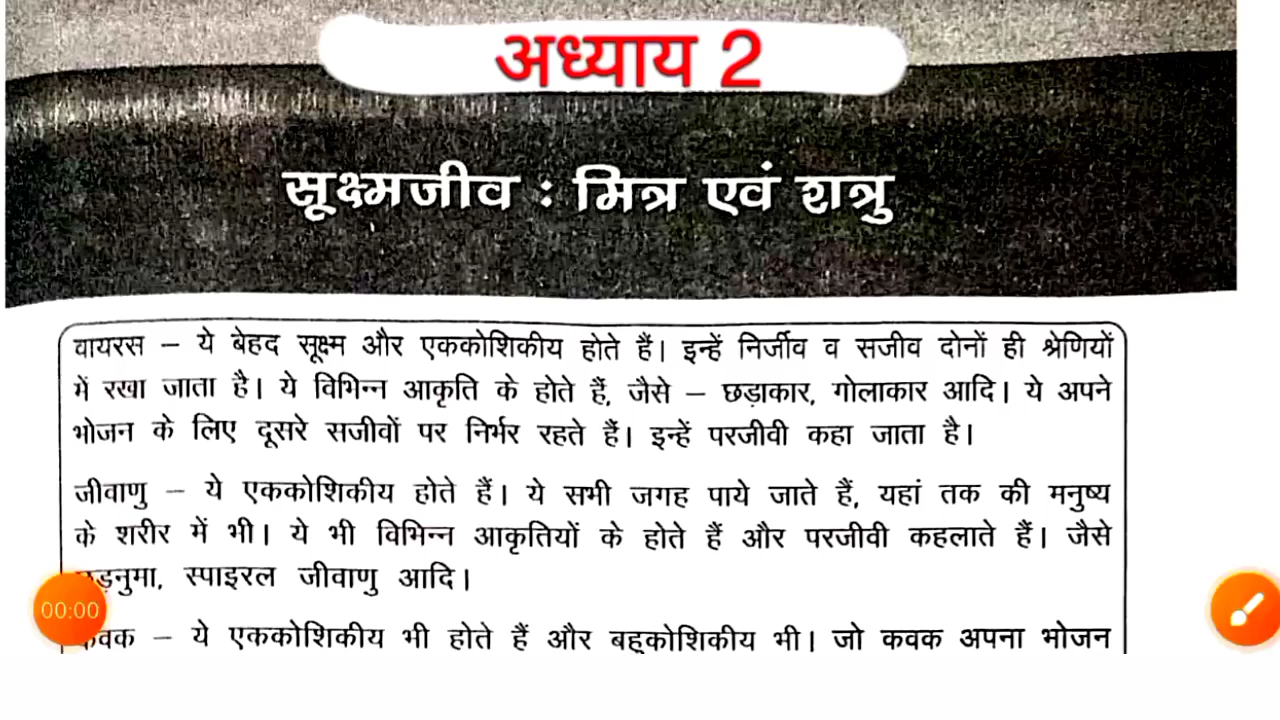 अध्याय 2
सूक्ष्मजीव : मित्र एवं शत्रु
वायरस – ये बेहद सूक्ष्म और एककोशिकीय होते हैं। इन्हें निर्जीव व सजीव दोनों ही श्रेणियों
में रखा जाता है। ये विभिन्न आकृति के होते हैं, जैसे – छड़ाकार, गोलाकार आदि। ये अपने
भोजन के लिए दूसरे सजीवों पर निर्भर रहते हैं। इन्हें परजीवी कहा जाता है।
जीवाणु – ये एककोशिकीय होते हैं। ये सभी जगह पाये जाते हैं, यहां तक की मनुष्य
के शरीर में भी। ये भी विभिन्न आकृतियों के होते हैं और परजीवी कहलाते हैं। जैसे
स्पाइरल जीवाणु आदि।
00:00
– ये एककोशिकीय भी होते हैं और बहुकोशिकीय भी। जो कवक अपना भोजन